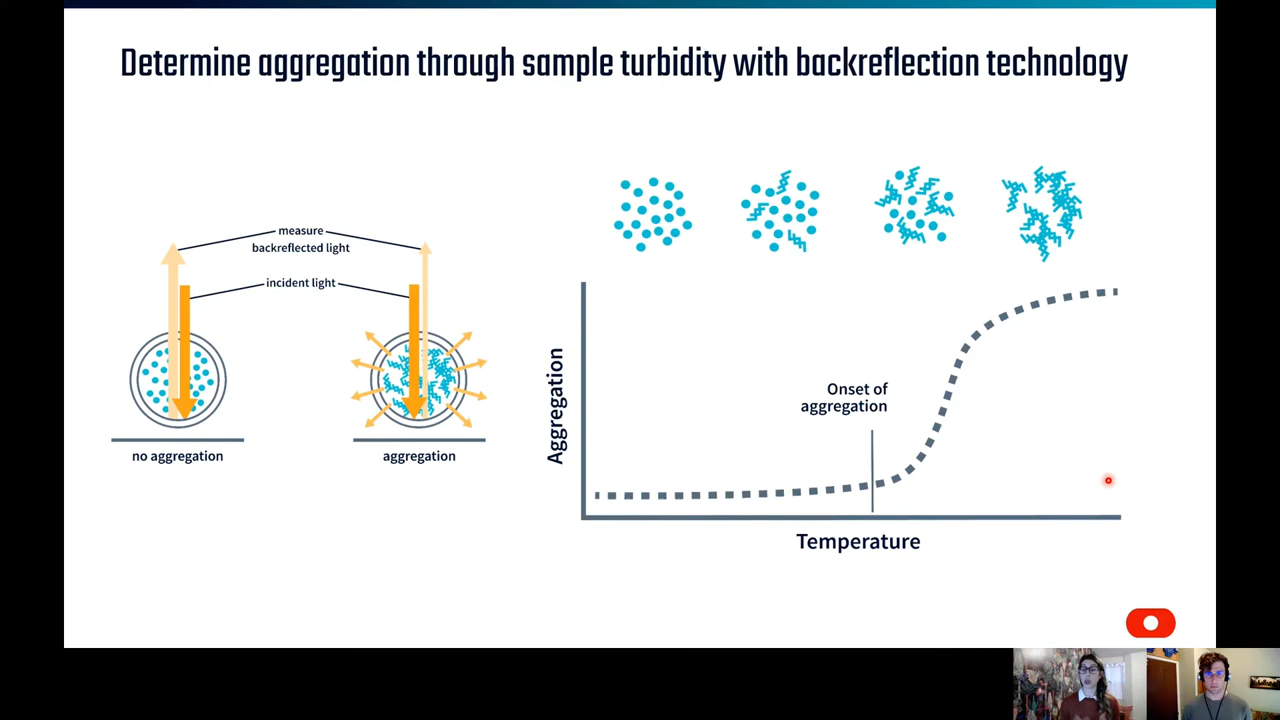 Determine aggregation through sample turbidity with backreflection technology
measure
backreflected light
incident light
no aggregation
aggregation
Aggregation
Onset of
aggregation
Temperature